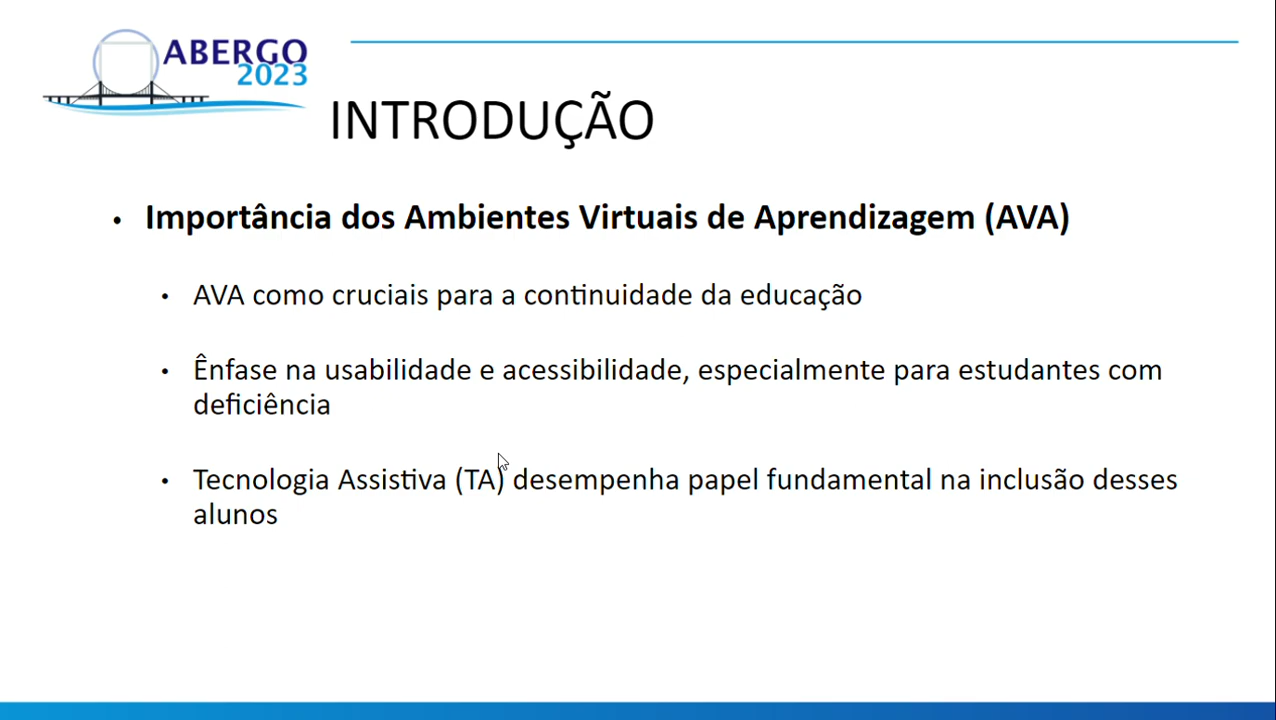 ABERGO
2023
INTRODUÇÃO
• Importância dos Ambientes Virtuais de Aprendizagem (AVA)
• AVA como cruciais para a continuidade da educação
• Ênfase na usabilidade e acessibilidade, especialmente para estudantes com
deficiência
• Tecnologia Assistiva (TA) desempenha papel fundamental na inclusão desses
alunos